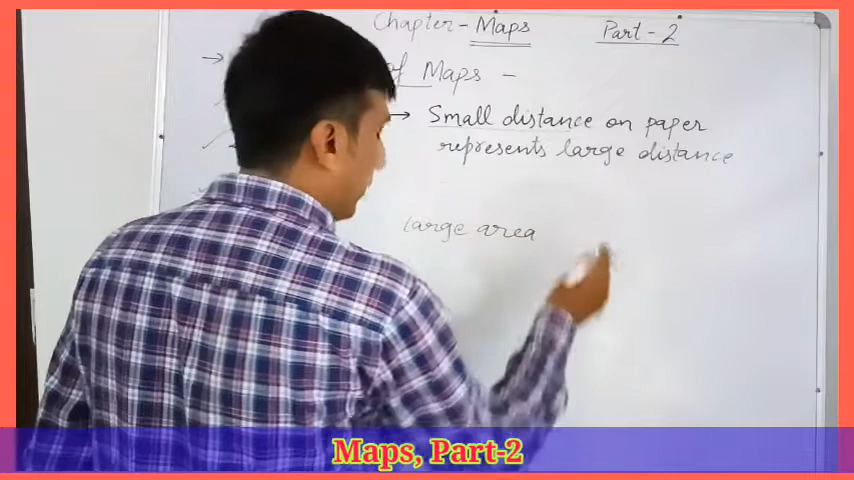 Chapter - Maps Part - 2
→ of Maps -
→ Small distance on paper
represents large distance
large area
Maps, Part-2